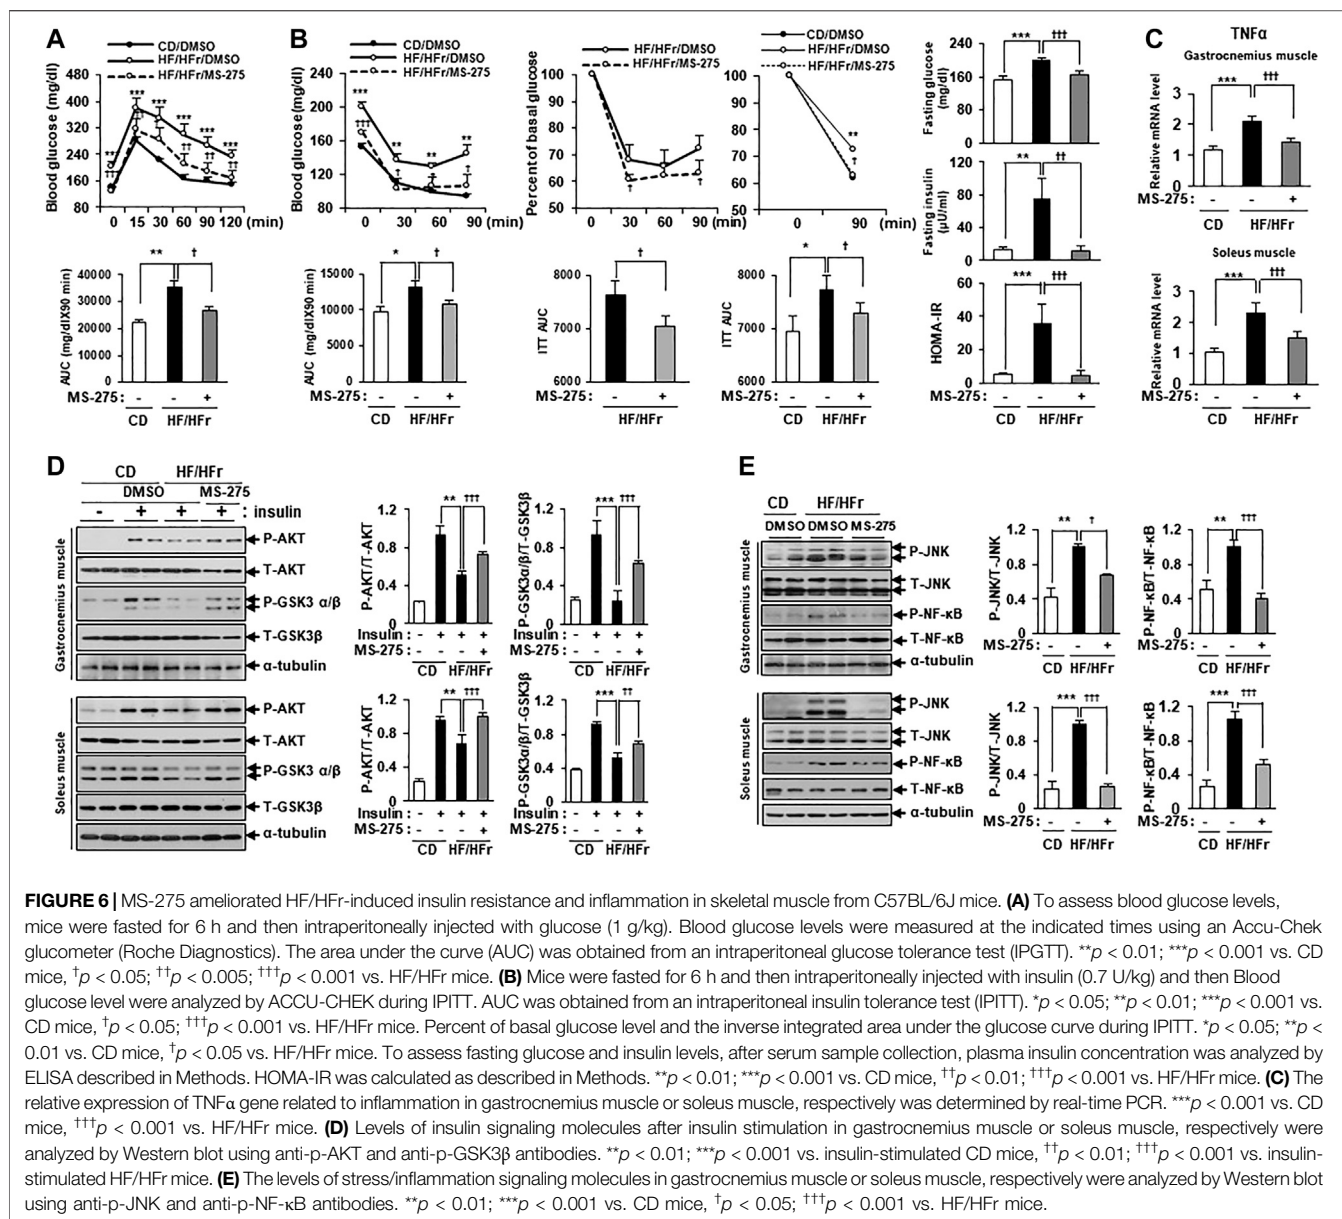 A
CD/DMSO
HF/HFr/DMSO
HF/HFr/MS-275
Blood glucose (mg/dl)
480
400
320
240
160
80
***
***
***
***
***
***
†††
††
††
††
0 15 30 60 90 120 (min)
AUC (mg/dlX90 min)
40000
30000
20000
10000
0
** †
MS-275: - - +
CD HF/HFr
B
CD/DMSO
HF/HFr/DMSO
HF/HFr/MS-275
Blood glucose (mg/dl)
240
200
160
120
80
***
†††
**
**
**
†
†
†
0 30 60 90 (min)
AUC (mg/dlX90 min)
15000
10000
5000
0
* †
MS-275: - - +
CD HF/HFr
HF/HFr/DMSO
HF/HFr/MS-275
Percent of basal glucose
100
90
80
70
60
50
†
†
0 30 60 90 (min)
ITT AUC
8000
7000
6000
†
MS-275: - +
HF/HFr
CD/DMSO
HF/HFr/DMSO
HF/HFr/MS-275
100
90
80
70
60
50
**
†
0 90 (min)
ITT AUC
8000
7000
6000
* †
MS-275: - - +
CD HF/HFr
Fasting glucose (mg/dl)
240
160
80
0
*** †††
Fasting insulin (μU/ml)
120
80
40
0
** ††
HOMA-IR
60
40
20
0
*** †††
MS-275: - - +
CD HF/HFr
C
TNFα
Gastrocnemius muscle
Relative mRNA level
3
2
1
0
*** †††
MS-275: - - +
CD HF/HFr
Soleus muscle
Relative mRNA level
3
2
1
0
*** †††
MS-275: - - +
CD HF/HFr
D
CD HF/HFr
DMSO MS-275
- + + + : insulin
Gastrocnemius muscle
P-AKT
T-AKT
P-GSK3 α/β
T-GSK3β
α-tubulin
Soleus muscle
P-AKT
T-AKT
P-GSK3 α/β
T-GSK3β
α-tubulin
P-AKT/T-AKT
1.2
0.8
0.4
0
** †††
Insulin: - + + +
MS-275: - - - +
CD HF/HFr
P-GSK3α/β/T-GSK3β
1.2
0.8
0.4
0
*** †††
Insulin: - + + +
MS-275: - - - +
CD HF/HFr
P-AKT/T-AKT
1.2
0.8
0.4
0
** †††
Insulin: - + + +
MS-275: +
CD HF/HFr
P-GSK3α/β/T-GSK3β
1.2
0.8
0.4
0
*** ††
Insulin: - + + +
MS-275: - - - +
CD HF/HFr
E
CD HF/HFr
DMSO DMSO MS-275
Gastrocnemius muscle
P-JNK
T-JNK
P-NF-κB
T-NF-κB
α-tubulin
Soleus muscle
P-JNK
T-JNK
P-NF-κB
T-NF-κB
α-tubulin
P-JNK/T-JNK
1.2
0.8
0.4
0
** †
MS-275: - - +
CD HF/HFr
P-NF-κB/T-NF-κB
1.2
0.8
0.4
0
** †††
MS-275: - - +
CD HF/HFr
P-JNK/T-JNK
1.2
0.8
0.4
0
*** †††
MS-275: - - +
CD HF/HFr
P-NF-κB/T-NF-κB
1.2
0.8
0.4
0
*** †††
MS-275: - - +
CD HF/HFr
FIGURE 6 | MS-275 ameliorated HF/HFr-induced insulin resistance and inflammation in skeletal muscle from C57BL/6J mice. (A) To assess blood glucose levels,
mice were fasted for 6 h and then intraperitoneally injected with glucose (1 g/kg). Blood glucose levels were measured at the indicated times using an Accu-Chek
glucometer (Roche Diagnostics). The area under the curve (AUC) was obtained from an intraperitoneal glucose tolerance test (IPGTT). **p < 0.01; ***p < 0.001 vs. CD
mice, †p < 0.05; ††p < 0.005; †††p < 0.001 vs. HF/HFr mice. (B) Mice were fasted for 6 h and then intraperitoneally injected with insulin (0.7 U/kg) and then Blood
glucose level were analyzed by ACCU-CHEK during IPITT. AUC was obtained from an intraperitoneal insulin tolerance test (IPITT). *p < 0.05; **p < 0.01; ***p < 0.001 vs.
CD mice, †p < 0.05; †††p < 0.001 vs. HF/HFr mice. Percent of basal glucose level and the inverse integrated area under the glucose curve during IPITT. *p < 0.05; **p <
0.01 vs. CD mice, †p < 0.05 vs. HF/HFr mice. To assess fasting glucose and insulin levels, after serum sample collection, plasma insulin concentration was analyzed by
ELISA described in Methods. HOMA-IR was calculated as described in Methods. **p < 0.01; ***p < 0.001 vs. CD mice, ††p < 0.01; †††p < 0.001 vs. HF/HFr mice. (C) The
relative expression of TNFα gene related to inflammation in gastrocnemius muscle or soleus muscle, respectively was determined by real-time PCR. ***p < 0.001 vs. CD
mice, †††p < 0.001 vs. HF/HFr mice. (D) Levels of insulin signaling molecules after insulin stimulation in gastrocnemius muscle or soleus muscle, respectively were
analyzed by Western blot using anti-p-AKT and anti-p-GSK3β antibodies. **p < 0.01; ***p < 0.001 vs. insulin-stimulated CD mice, ††p < 0.01; †††p < 0.001 vs. insulin-
stimulated HF/HFr mice. (E) The levels of stress/inflammation signaling molecules in gastrocnemius muscle or soleus muscle, respectively were analyzed by Western blot
using anti-p-JNK and anti-p-NF-κB antibodies. **p < 0.01; ***p < 0.001 vs. CD mice, †p < 0.05; †††p < 0.001 vs. HF/HFr mice.